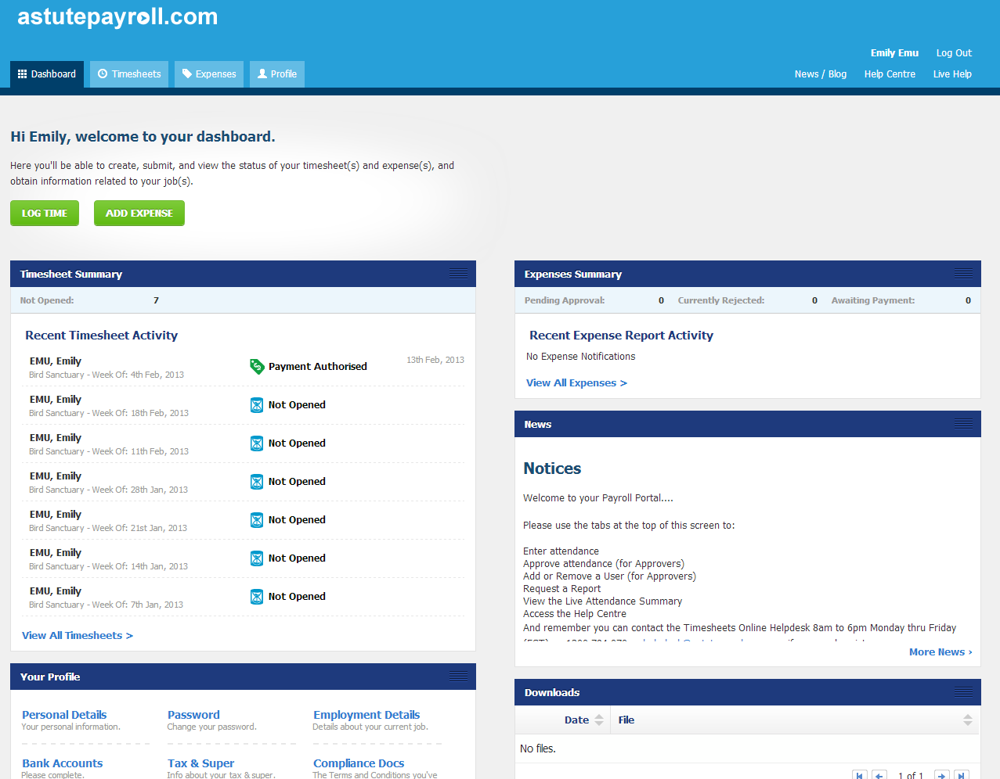 astutepayroll.com
Emily Emu Log Out
Dashboard Timesheets Expenses Profile
News / Blog Help Centre Live Help
Hi Emily, welcome to your dashboard.
Here you'll be able to create, submit, and view the status of your timesheet(s) and expense(s), and
obtain information related to your job(s).
LOG TIME ADD EXPENSE
Timesheet Summary
Not Opened: 7
Recent Timesheet Activity
EMU, Emily
Bird Sanctuary - Week Of: 4th Feb, 2013
Payment Authorised
13th Feb, 2013
EMU, Emily
Bird Sanctuary - Week Of: 18th Feb, 2013
Not Opened
EMU, Emily
Bird Sanctuary - Week Of: 11th Feb, 2013
Not Opened
EMU, Emily
Bird Sanctuary - Week Of: 28th Jan, 2013
Not Opened
EMU, Emily
Bird Sanctuary - Week Of: 21st Jan, 2013
Not Opened
EMU, Emily
Bird Sanctuary - Week Of: 14th Jan, 2013
Not Opened
EMU, Emily
Bird Sanctuary - Week Of: 7th Jan, 2013
Not Opened
View All Timesheets >
Your Profile
Personal Details
Your personal information.
Password
Change your password.
Employment Details
Details about your current job.
Bank Accounts
Please complete.
Tax & Super
Info about your tax & super.
Compliance Docs
The Terms and Conditions you've
Expenses Summary
Pending Approval: 0 Currently Rejected: 0 Awaiting Payment: 0
Recent Expense Report Activity
No Expense Notifications
View All Expenses >
News
Notices
Welcome to your Payroll Portal....
Please use the tabs at the top of this screen to:
Enter attendance
Approve attendance (for Approvers)
Add or Remove a User (for Approvers)
Request a Report
View the Live Attendance Summary
Access the Help Centre
And remember you can contact the Timesheets Online Helpdesk 8am to 6pm Monday thru Friday
More News ›
Downloads
Date File
No files.
1 of 1